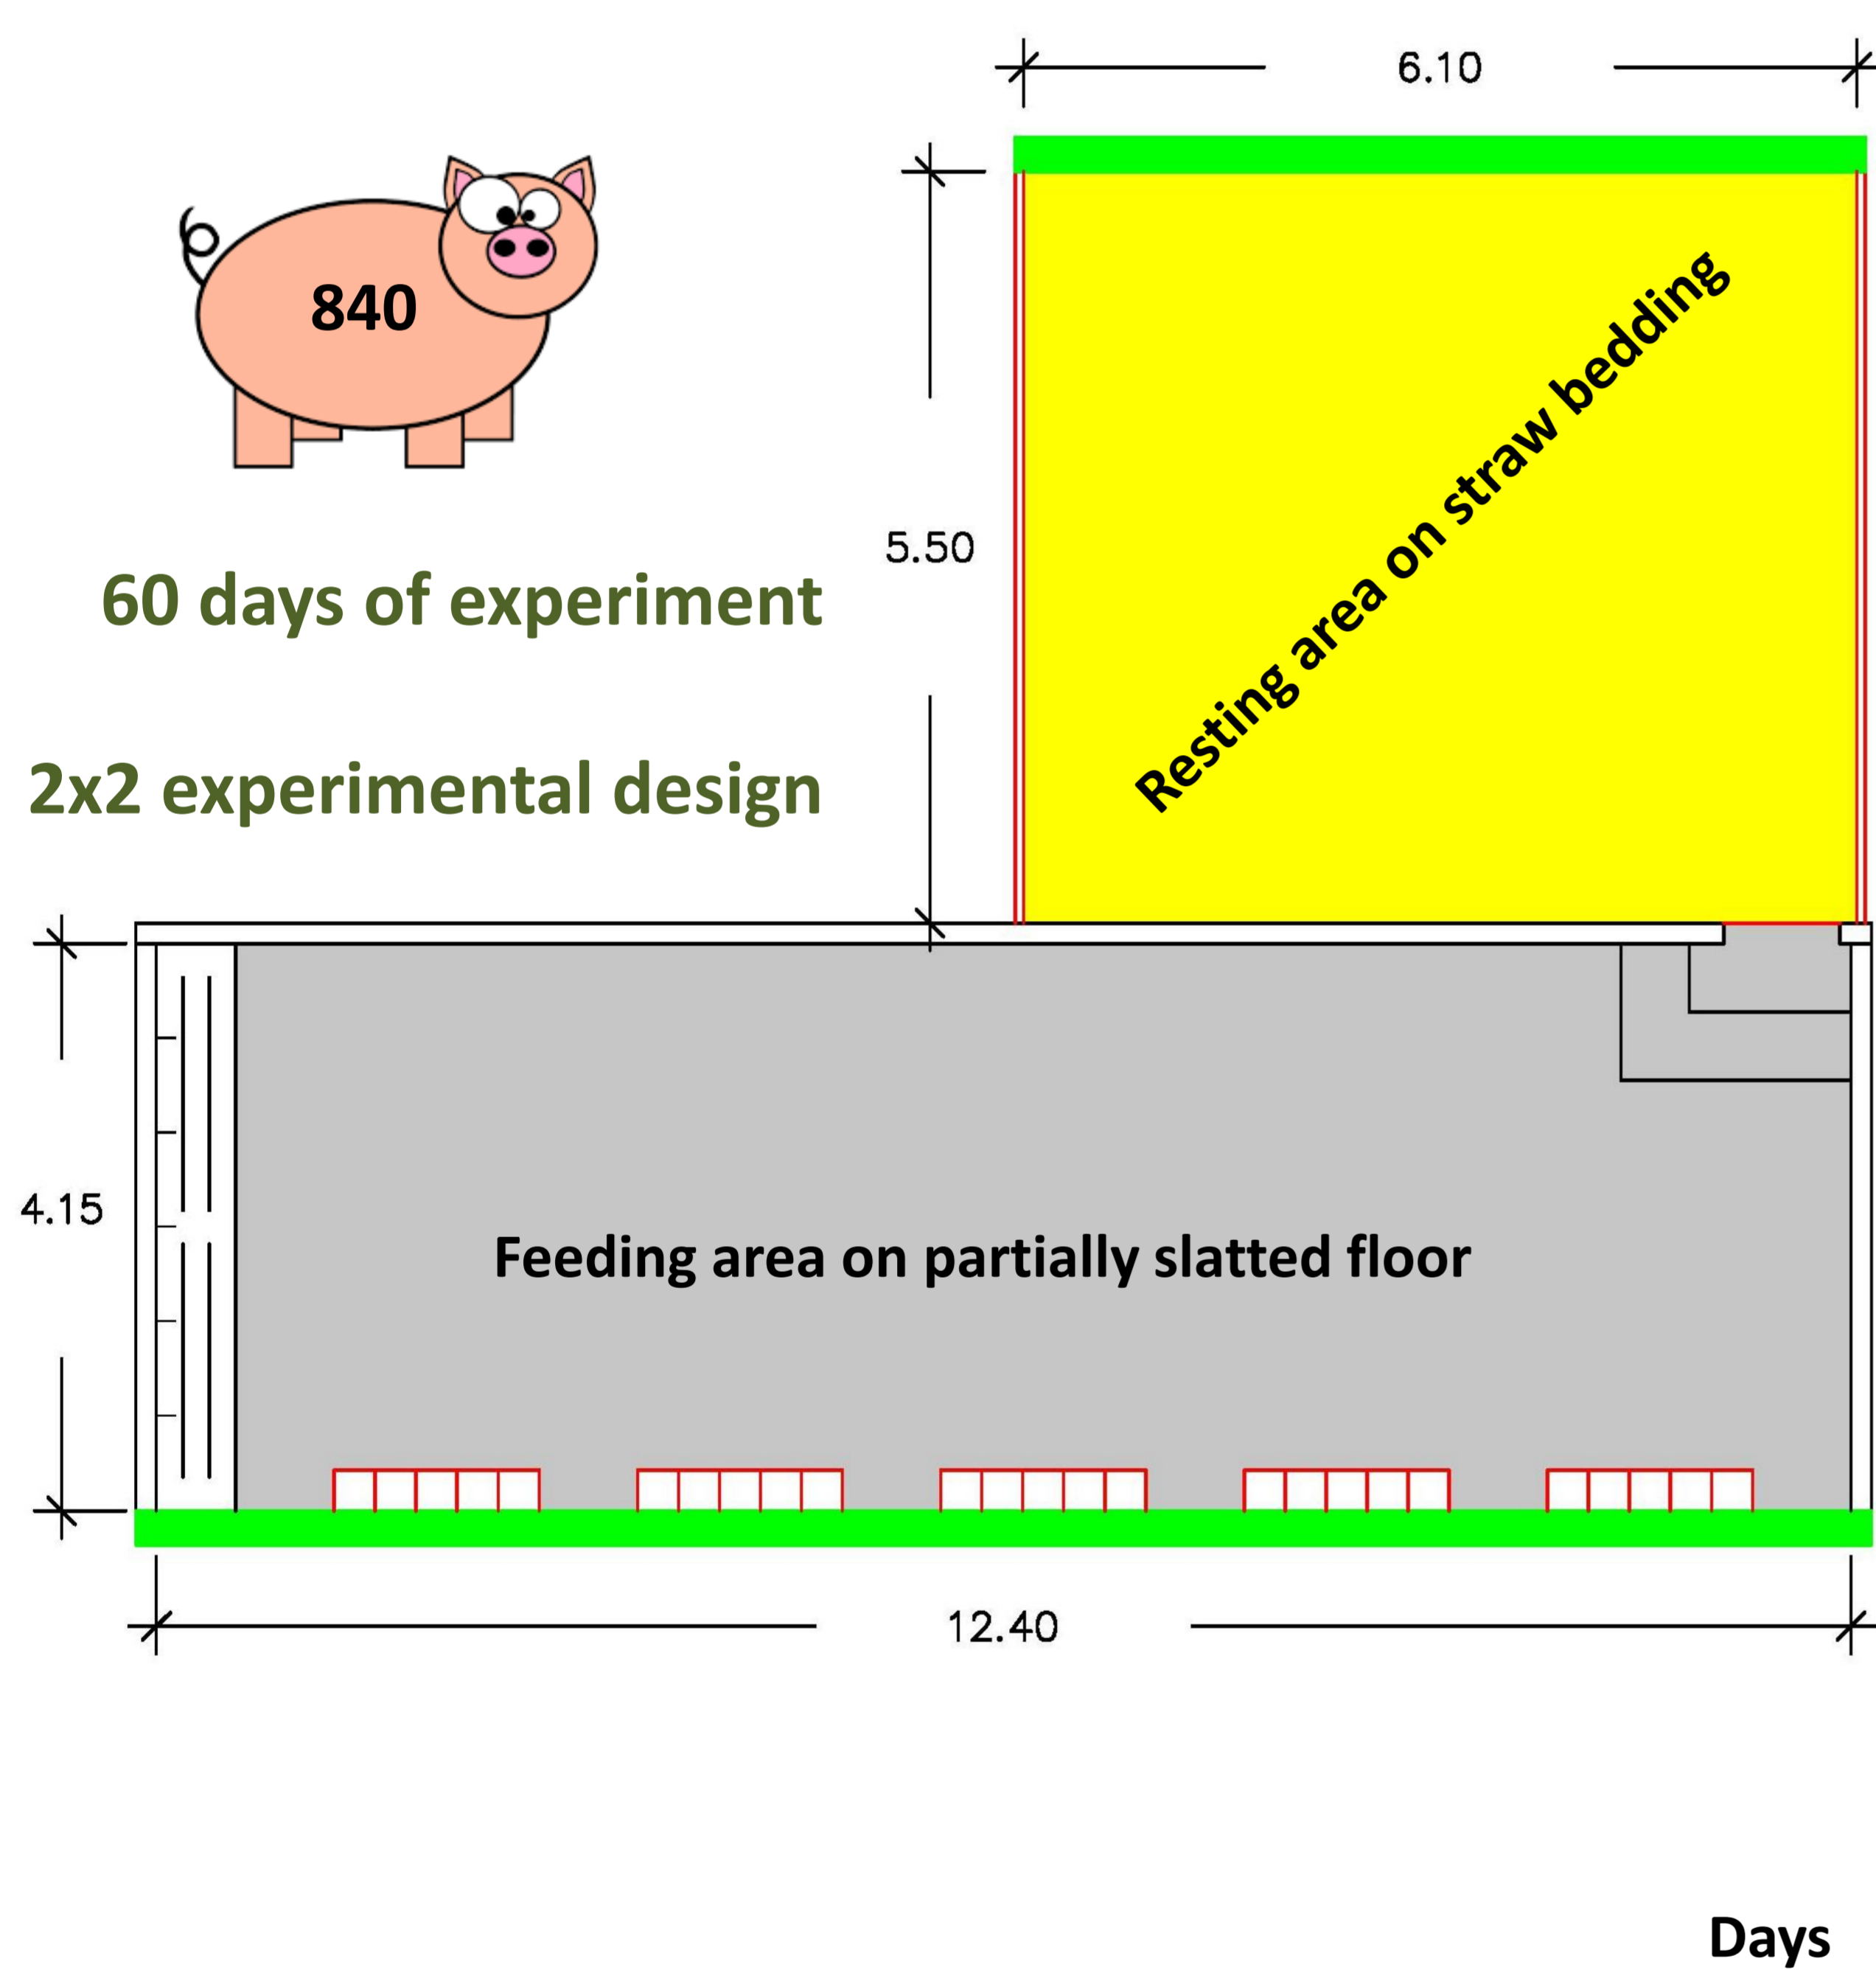 6.10
840
5.50
60 days of experiment
2x2 experimental design
Resting area on straw bedding
4.15
Feeding area on partially slatted floor
12.40
Days